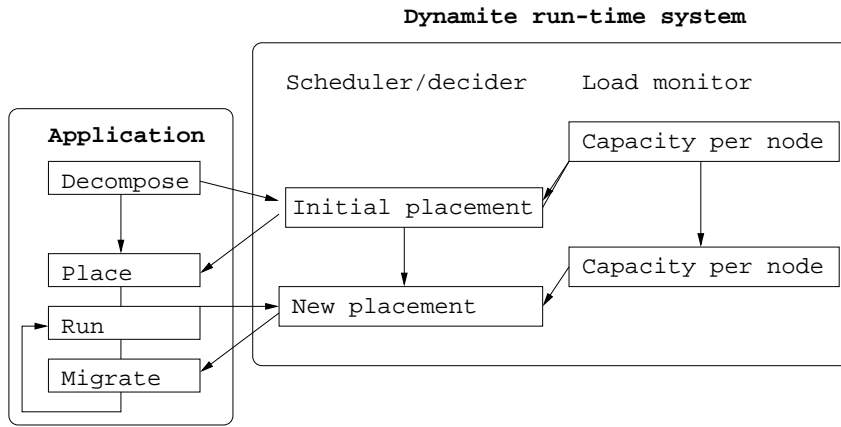 Dynamite run-time system
Scheduler/decider
Load monitor
Application
Capacity per node
Decompose
Initial placement
Place
Capacity per node
New placement
Run
Migrate